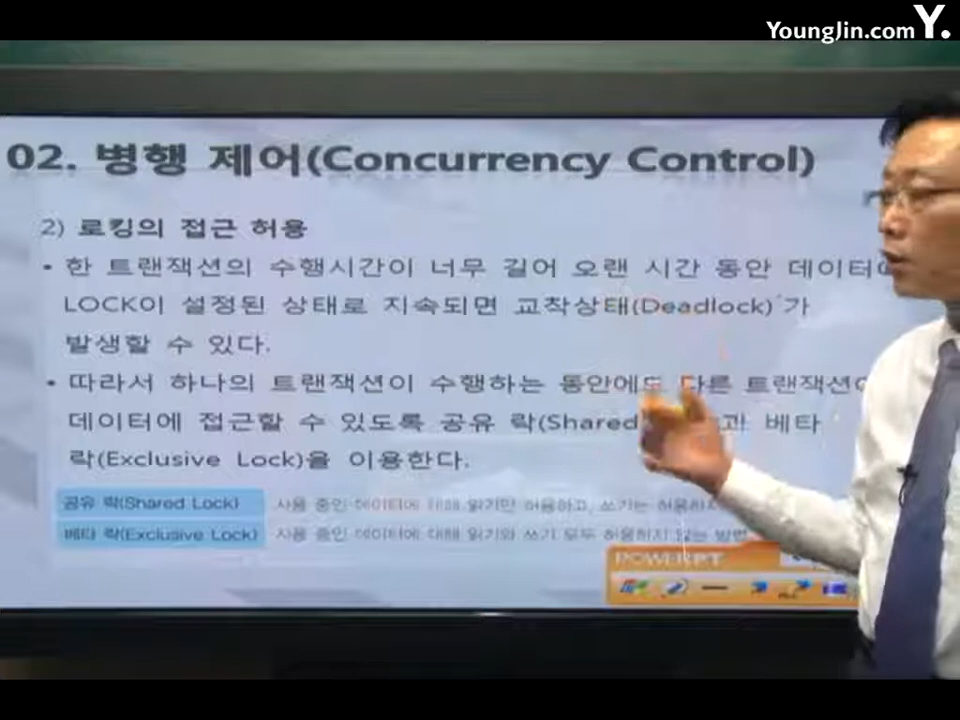 YoungJin.com Y.
02. 병행 제어(Concurrency Control)
2) 로킹의 접근 허용
• 한 트랜잭션의 수행시간이 너무 길어 오랜 시간 동안 데이터에
LOCK이 설정된 상태로 지속되면 교착상태(Deadlock)가
발생할 수 있다.
• 따라서 하나의 트랜잭션이 수행하는 동안에도 다른 트랜잭션이
데이터에 접근할 수 있도록 공유 락(Shared 과 베타
락(Exclusive Lock)을 이용한다.
공유 락(Shared Lock) 사용 중인 데이터에 대해 읽기만 허용하고, 쓰기는 허용하지
베타 락(Exclusive Lock) 사용 중인 데이터에 대해 읽기와 쓰기 모두 허용하지 않는 방법
POWERPT